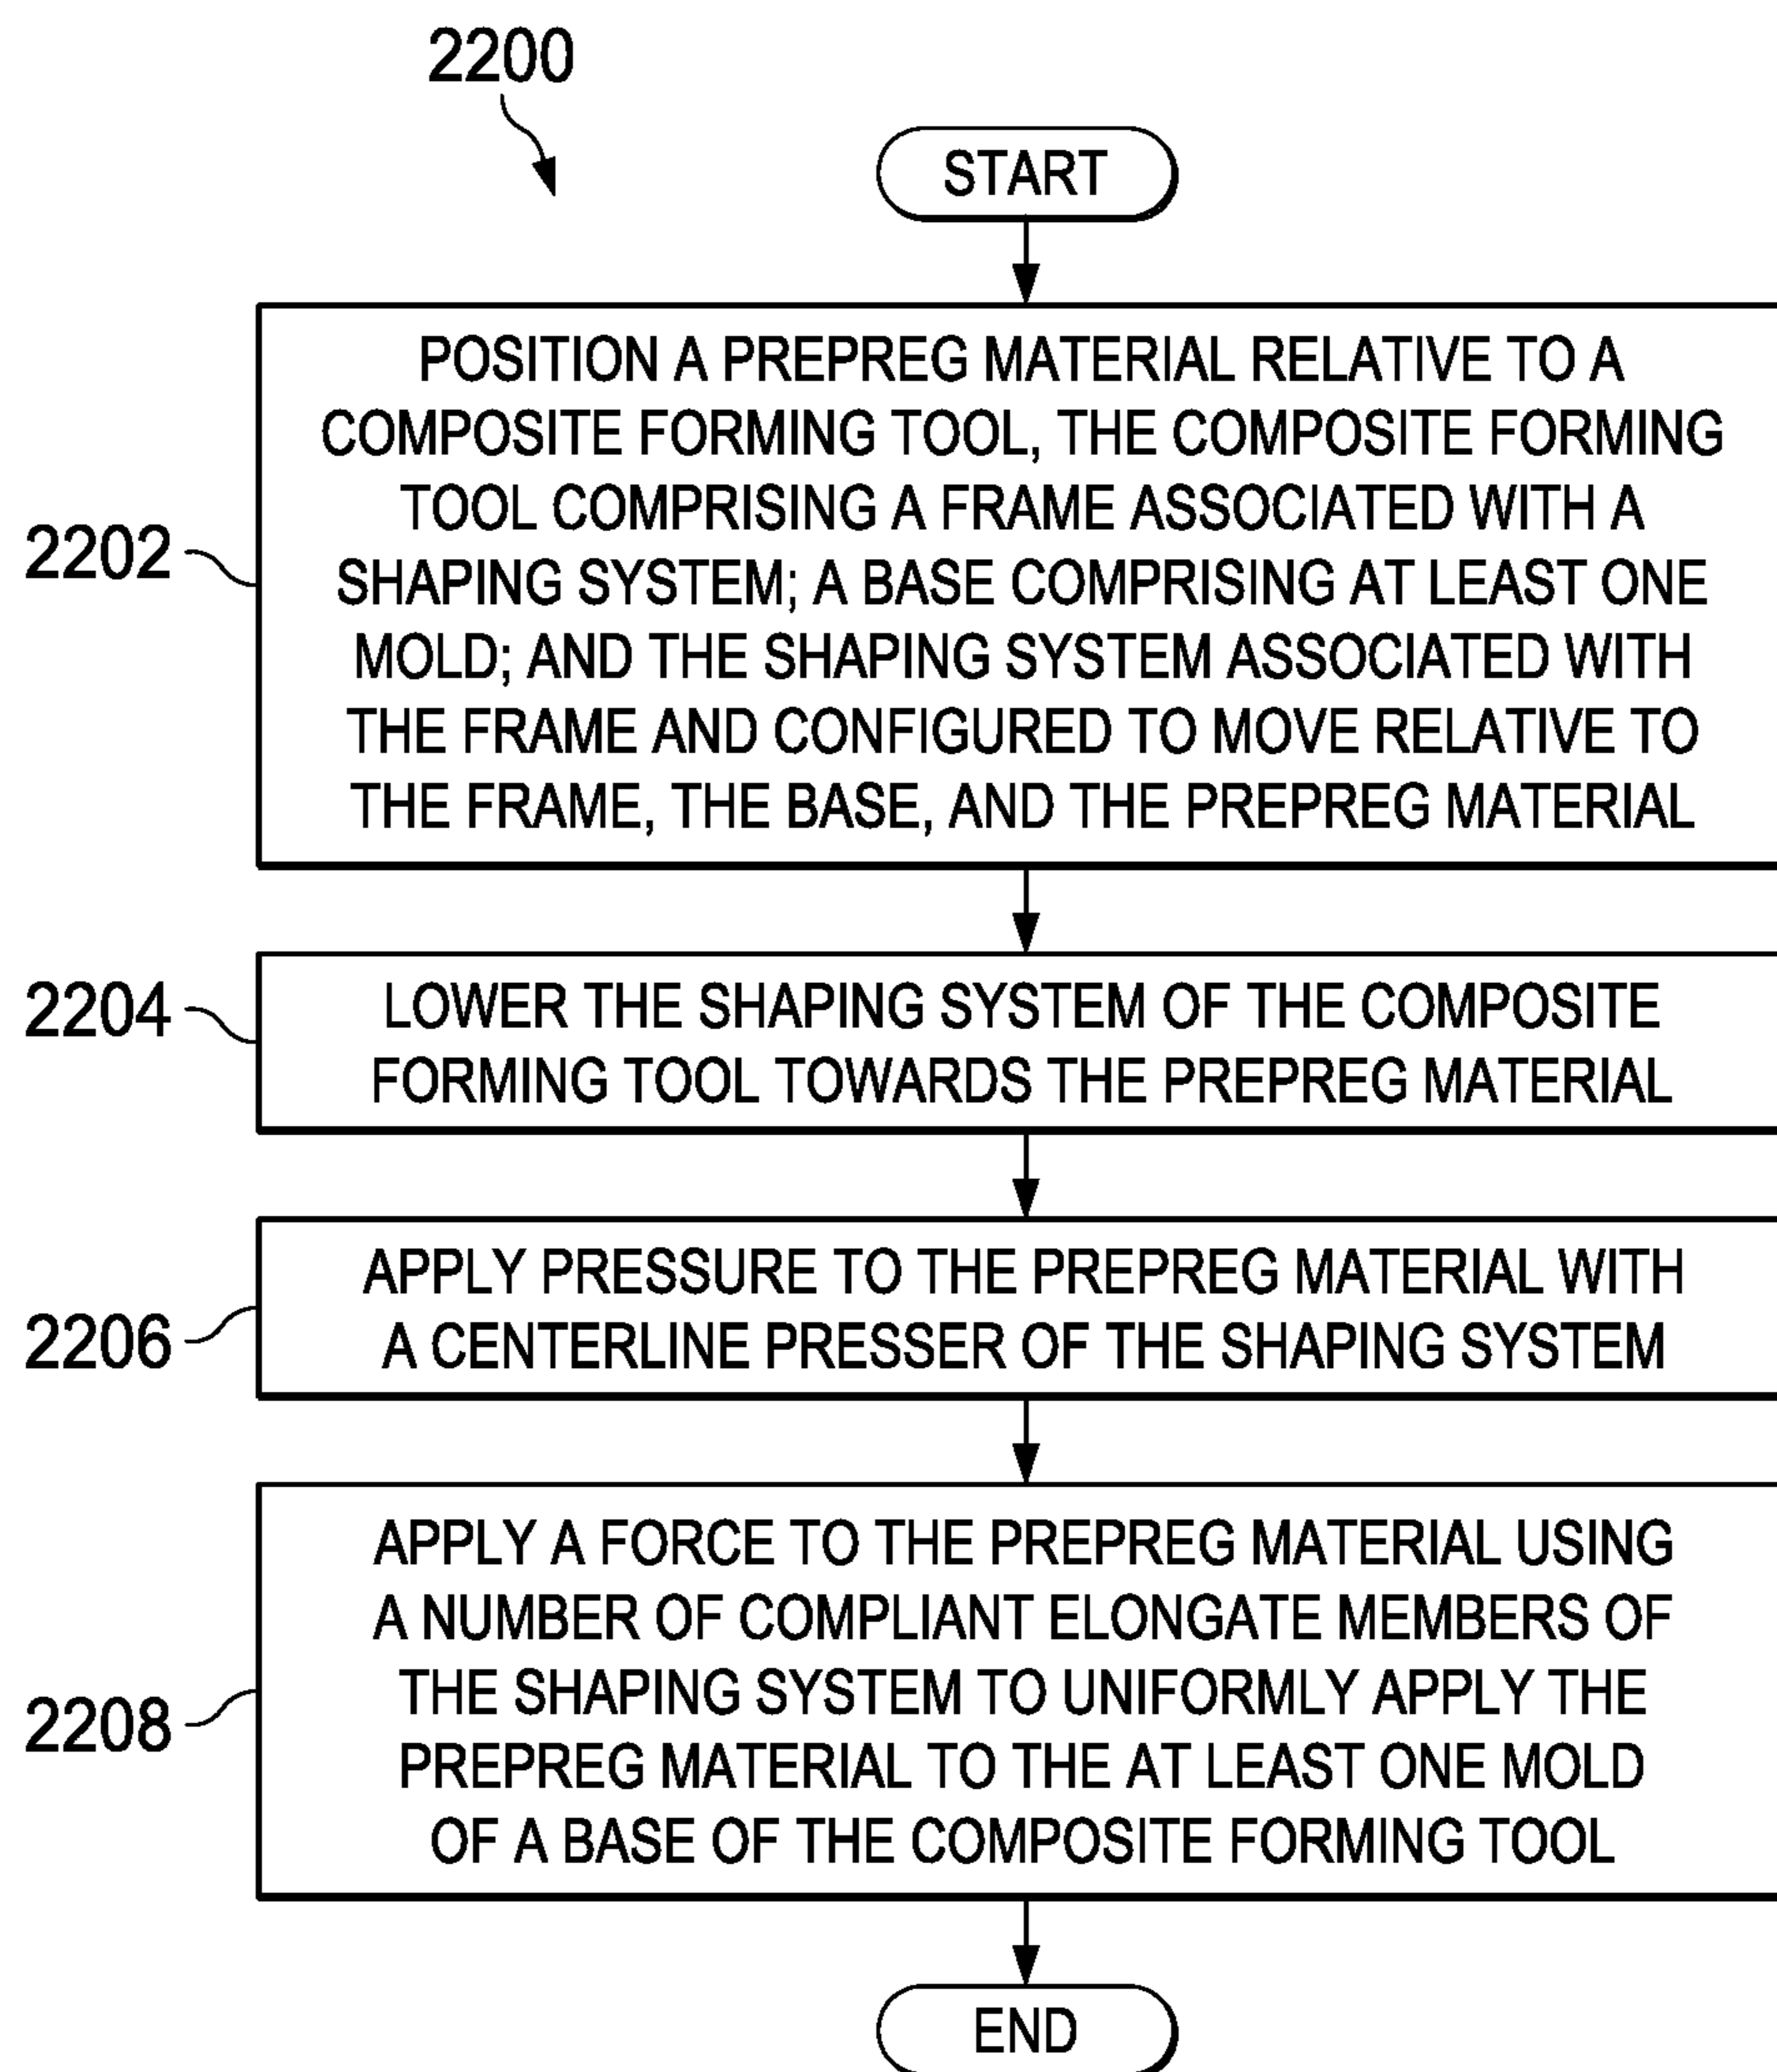 2200
START
POSITION A PREPREG MATERIAL RELATIVE TO A
COMPOSITE FORMING TOOL, THE COMPOSITE FORMING
TOOL COMPRISING A FRAME ASSOCIATED WITH A
2202
SHAPING SYSTEM; A BASE COMPRISING AT LEAST ONE
MOLD; AND THE SHAPING SYSTEM ASSOCIATED WITH
THE FRAME AND CONFIGURED TO MOVE RELATIVE TO
THE FRAME, THE BASE, AND THE PREPREG MATERIAL
2204
LOWER THE SHAPING SYSTEM OF THE COMPOSITE
FORMING TOOL TOWARDS THE PREPREG MATERIAL
2206
APPLY PRESSURE TO THE PREPREG MATERIAL WITH
A CENTERLINE PRESSER OF THE SHAPING SYSTEM
2208
APPLY A FORCE TO THE PREPREG MATERIAL USING
A NUMBER OF COMPLIANT ELONGATE MEMBERS OF
THE SHAPING SYSTEM TO UNIFORMLY APPLY THE
PREPREG MATERIAL TO THE AT LEAST ONE MOLD
OF A BASE OF THE COMPOSITE FORMING TOOL
END